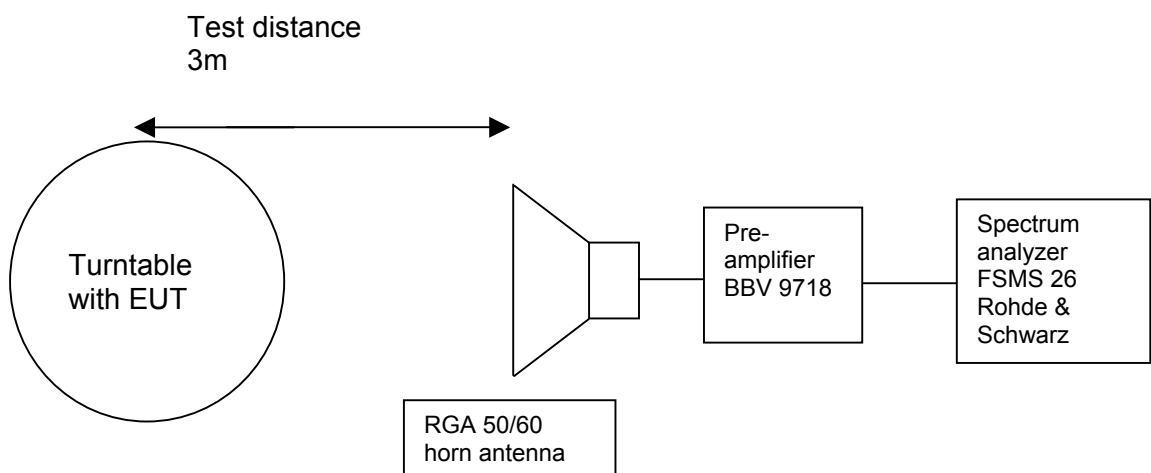 Test distance
3m
Turntable
with EUT
Pre-
amplifier
BBV 9718
Spectrum
analyzer
FSMS 26
Rohde &
Schwarz
RGA 50/60
horn antenna